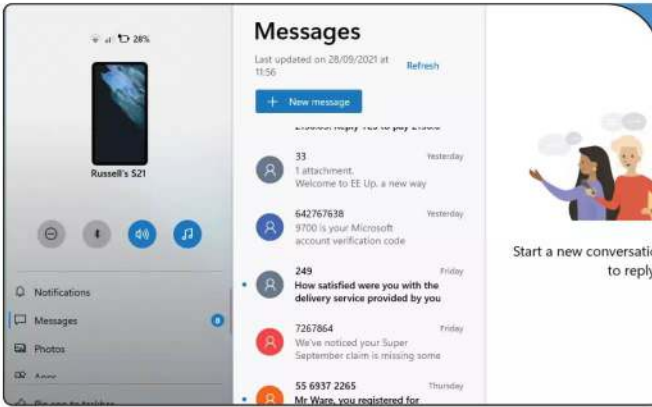 28%
Russell's S21
Notifications
Messages
8
Photos
Apps
Messages
Last updated on 28/09/2021 at
11:56
Refresh
+ New message
33
Yesterday
1 attachment.
Welcome to EE Up, a new way
642767638
Yesterday
9700 is your Microsoft
account verification code
249
Friday
How satisfied were you with the
delivery service provided by you
7267864
Friday
We've noticed your Super
September claim is missing some
55 6937 2265
Thursday
Mr Ware, you registered for
Start a new conversatio
to reply